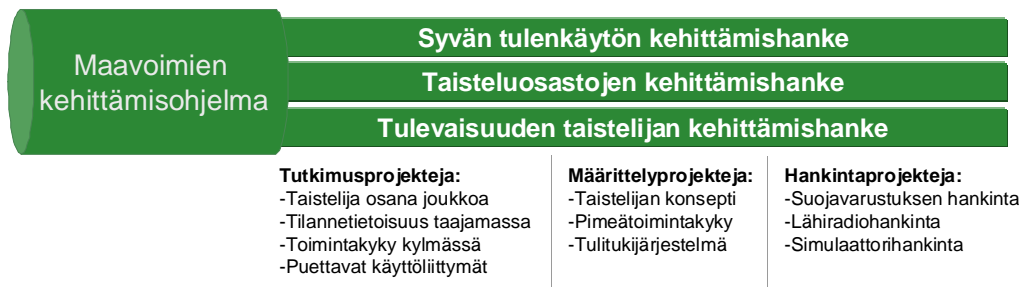 Maavoimien
kehittämisohjelma
Syvän tulenkäytön kehittämishanke
Taisteluosastojen kehittämishanke
Tulevaisuuden taistelijan kehittämishanke
Tutkimusprojekteja:
-Taistelija osana joukkoa
-Tilannetietoisuus taajamassa
-Toimintakyky kylmässä
-Puettavat käyttöliittymät
Määrittelyprojekteja:
-Taistelijan konsepti
-Pimeätoimintakyky
-Tulitukijärjestelmä
Hankintaprojekteja:
-Suojavarustuksen hankinta
-Lähiradiohankinta
-Simulaattorihankinta